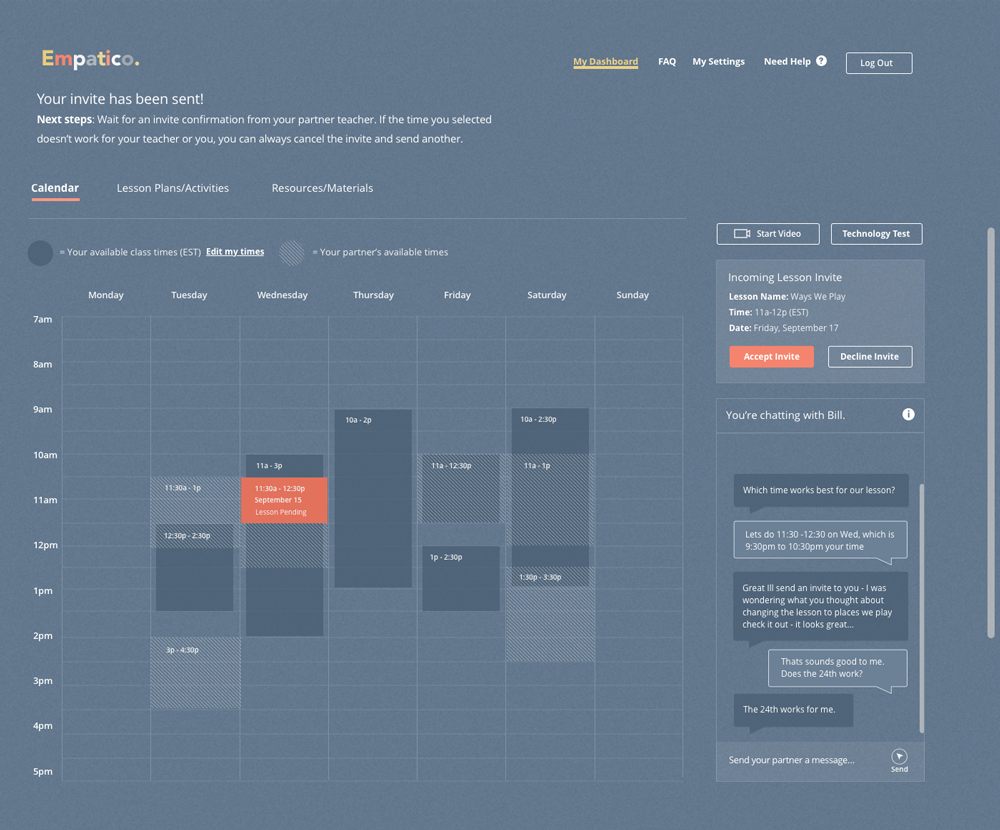 Empatico.
My Dashboard
FAQ
My Settings
Need Help ?
Log Out
Your invite has been sent!
Next steps: Wait for an invite confirmation from your partner teacher. If the time you selected
doesn't work for your teacher or you, you can always cancel the invite and send another.
Calendar
Lesson Plans/Activities
Resources/Materials
= Your available class times (EST) Edit my times
= Your partner's available times
Monday
Tuesday
Wednesday
Thursday
Friday
Saturday
Sunday
7am
8am
9am
10am
11am
12pm
1pm
2pm
3pm
4pm
5pm
11:30a - 1p
12:30p - 2:30p
3p - 4:30p
11a - 3p
11:30a - 12:30p
September 15
Lesson Pending
10a - 2p
11a - 12:30p
1p - 2:30p
10a - 2:30p
11a - 1p
1:30p - 3:30p
Start Video
Technology Test
Incoming Lesson Invite
Lesson Name: Ways We Play
Time: 11a-12p (EST)
Date: Friday, September 17
Accept Invite
Decline Invite
You're chatting with Bill.
i
Which time works best for our lesson?
Lets do 11:30 -12:30 on Wed, which is
9:30pm to 10:30pm your time
Great Ill send an invite to you - I was
wondering what you thought about
changing the lesson to places we play
check it out - it looks great...
Thats sounds good to me.
Does the 24th work?
The 24th works for me.
Send your partner a message...
Send